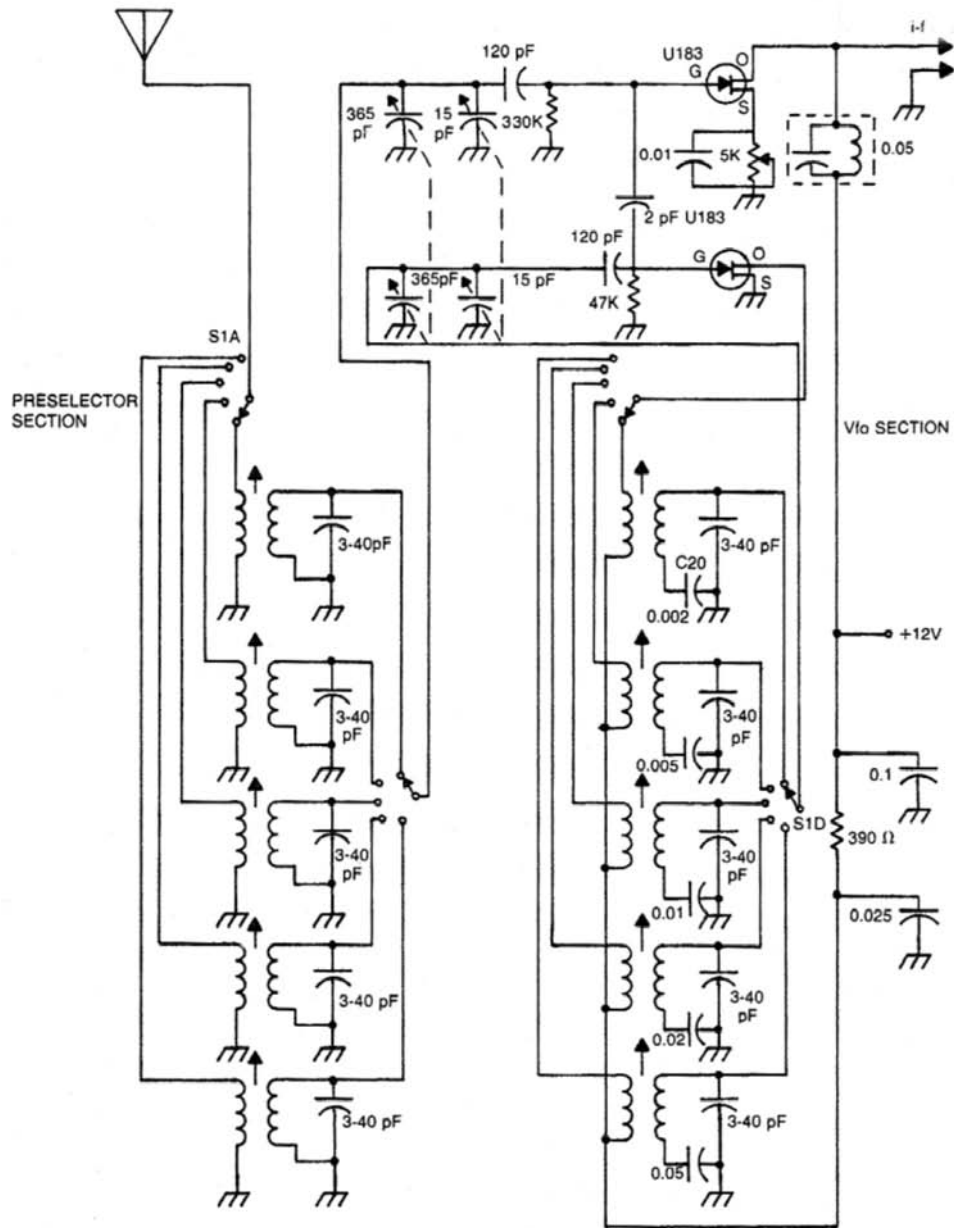 i-f
120 pF
U183
G
O
S
365
pF
15
pF
330K
0.01
5K
0.05
2 pF U183
120 pF
G
O
S
365pF
15 pF
47K
S1A
PRESELECTOR
SECTION
Vfo SECTION
3-40pF
3-40 pF
C20
0.002
+12V
3-40
pF
3-40
pF
0.005
0.1
S1D
390 Ω
3-40
pF
3-40
pF
0.01
0.025
3-40 pF
3-40
pF
0.02
3-40 pF
3-40 pF
0.05